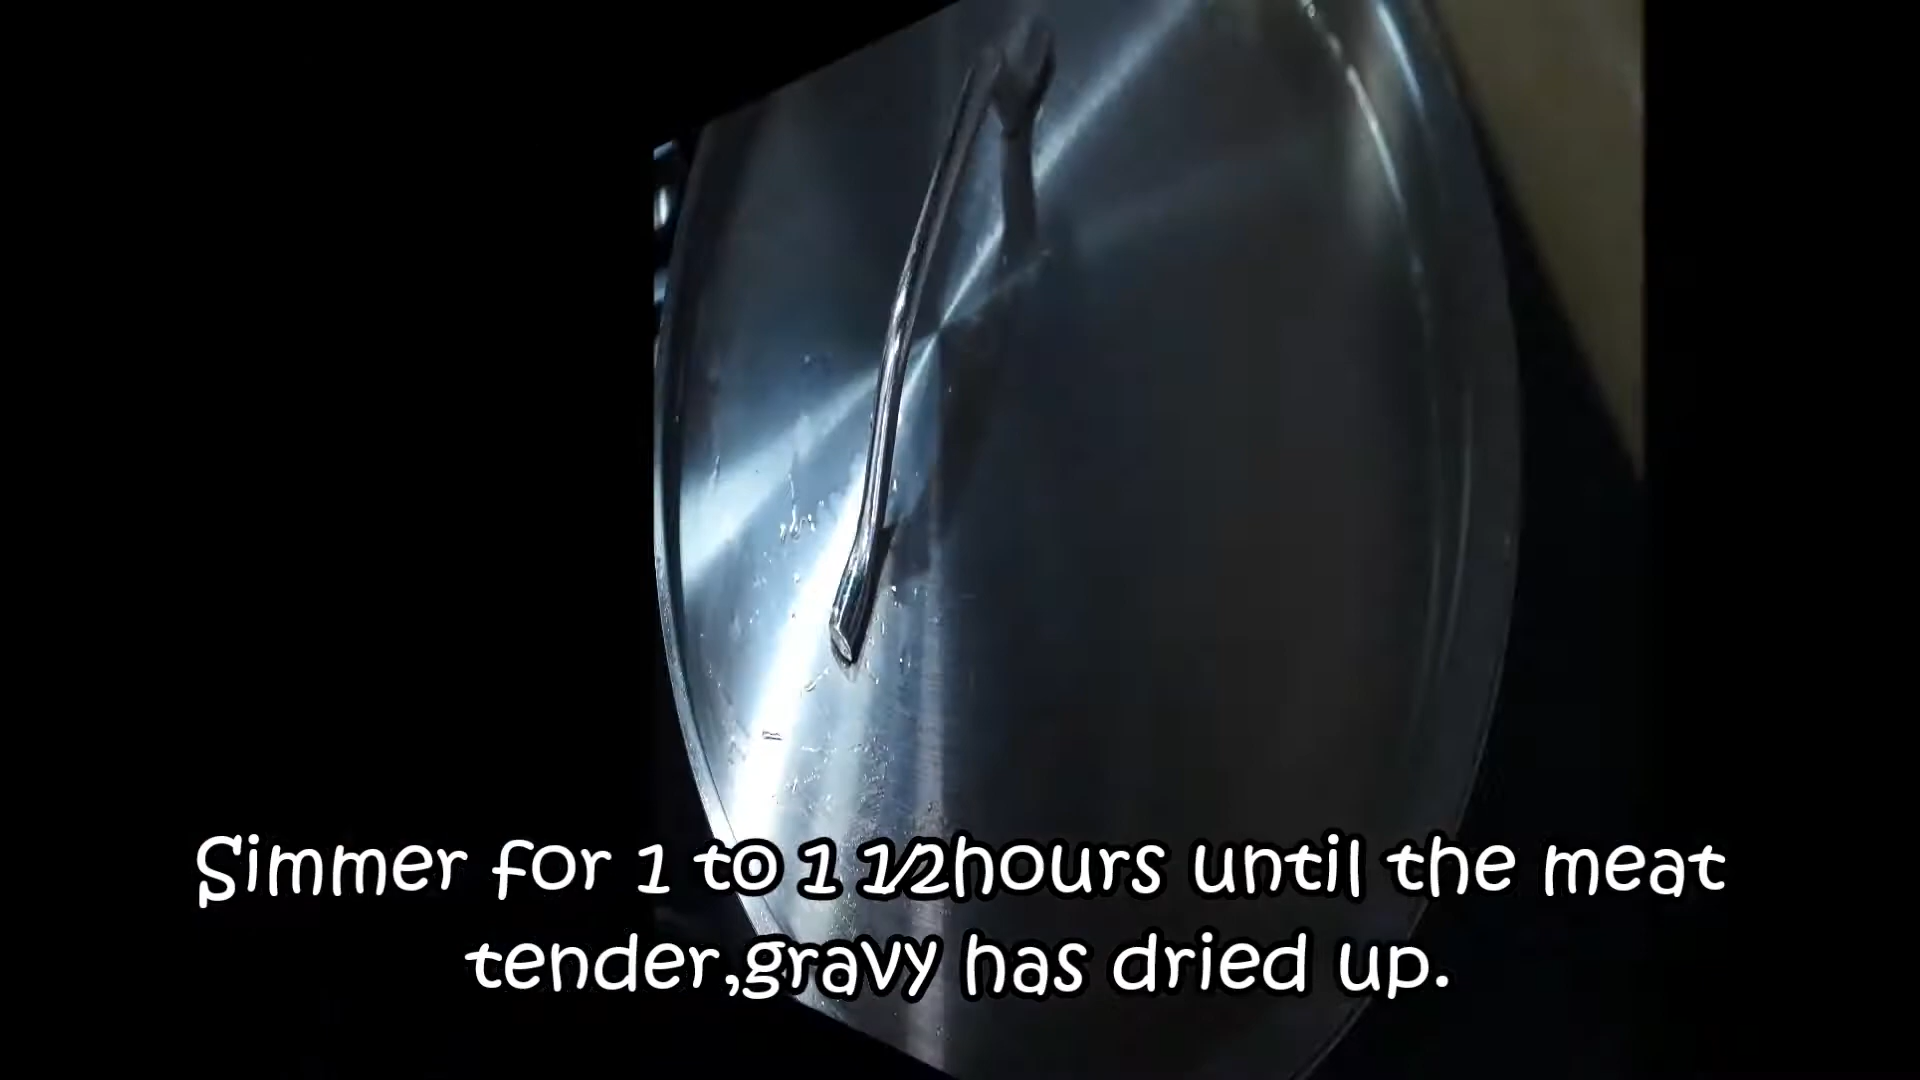 Simmer for 1 to 1 1/2hours until the meat
tender,gravy has dried up.